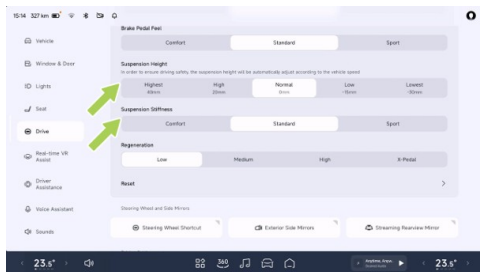 15:14 327 km
Brake Pedal Feel
Comfort Standard Sport
Vehicle
Window & Door
Lights
Seat
Drive
Lights
Real-time VR Assist
Driver Assistance
Voice Assistant
Sounds
Suspension Height
In order to ensure driving safety, the suspension height will be automatically adjust according to the vehicle speed
Highest High Normal Low Lowest
0mm
Suspension Stiffness
Comfort Standard Sport
Regeneration
Low Medium High X-Pedal
Reset
Steering Wheel and Side Mirrors
Steering Wheel Shortcut Exterior Side Mirrors Streaming Rearview Mirror
23.5° 360 23.5°